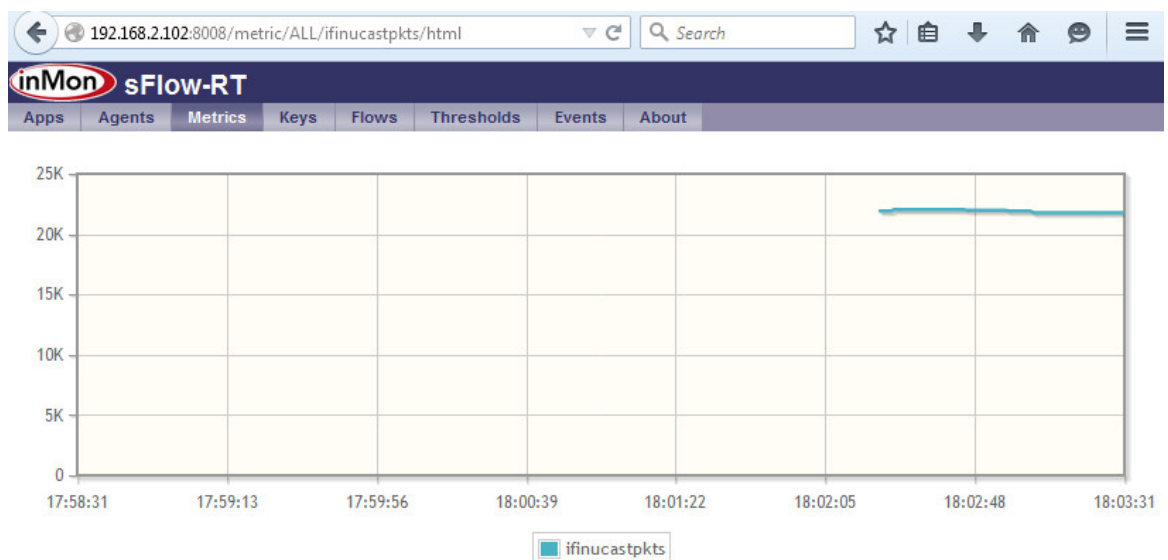 192.168.2.102:8008/metric/ALL/ifinucastpkts/html
Search
inMon sFlow-RT
Apps Agents Metrics Keys Flows Thresholds Events About
25K
20K
15K
10K
5K
0
17:58:31 17:59:13 17:59:56 18:00:39 18:01:22 18:02:05 18:02:48 18:03:31
ifinucastpkts